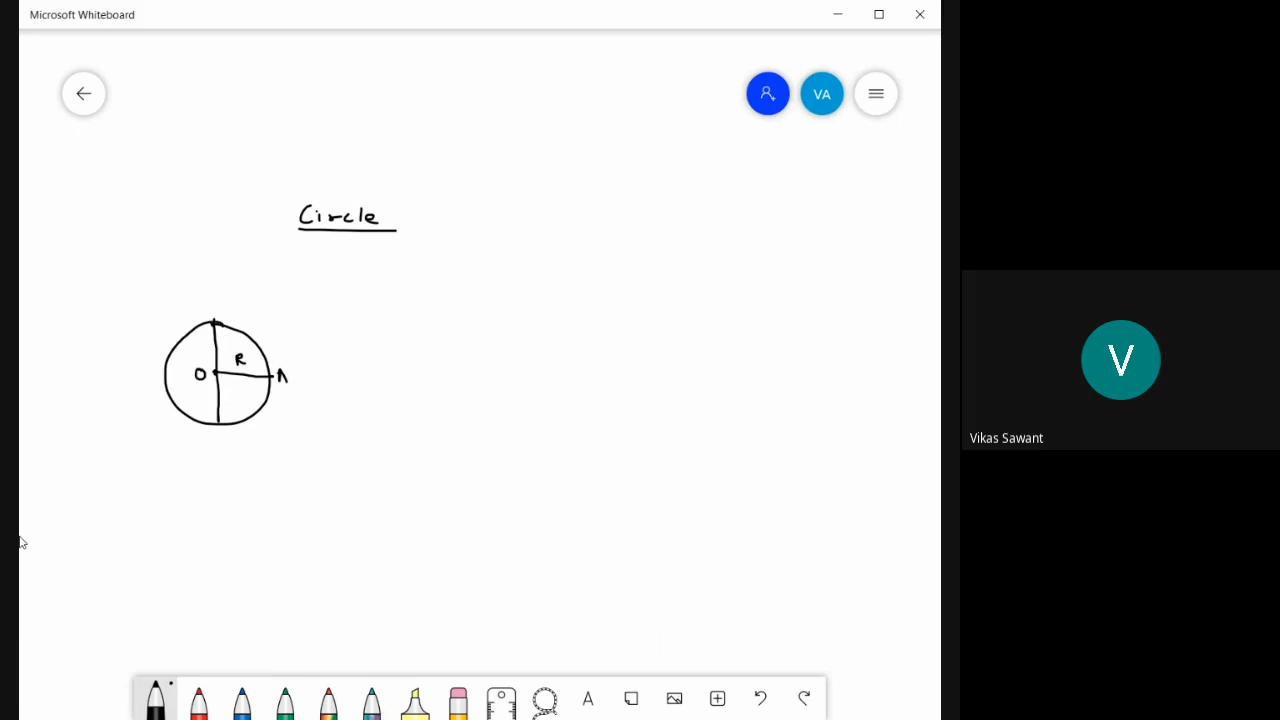 Microsoft Whiteboard
VA
Circle
R
O A
V
Vikas Sawant
A